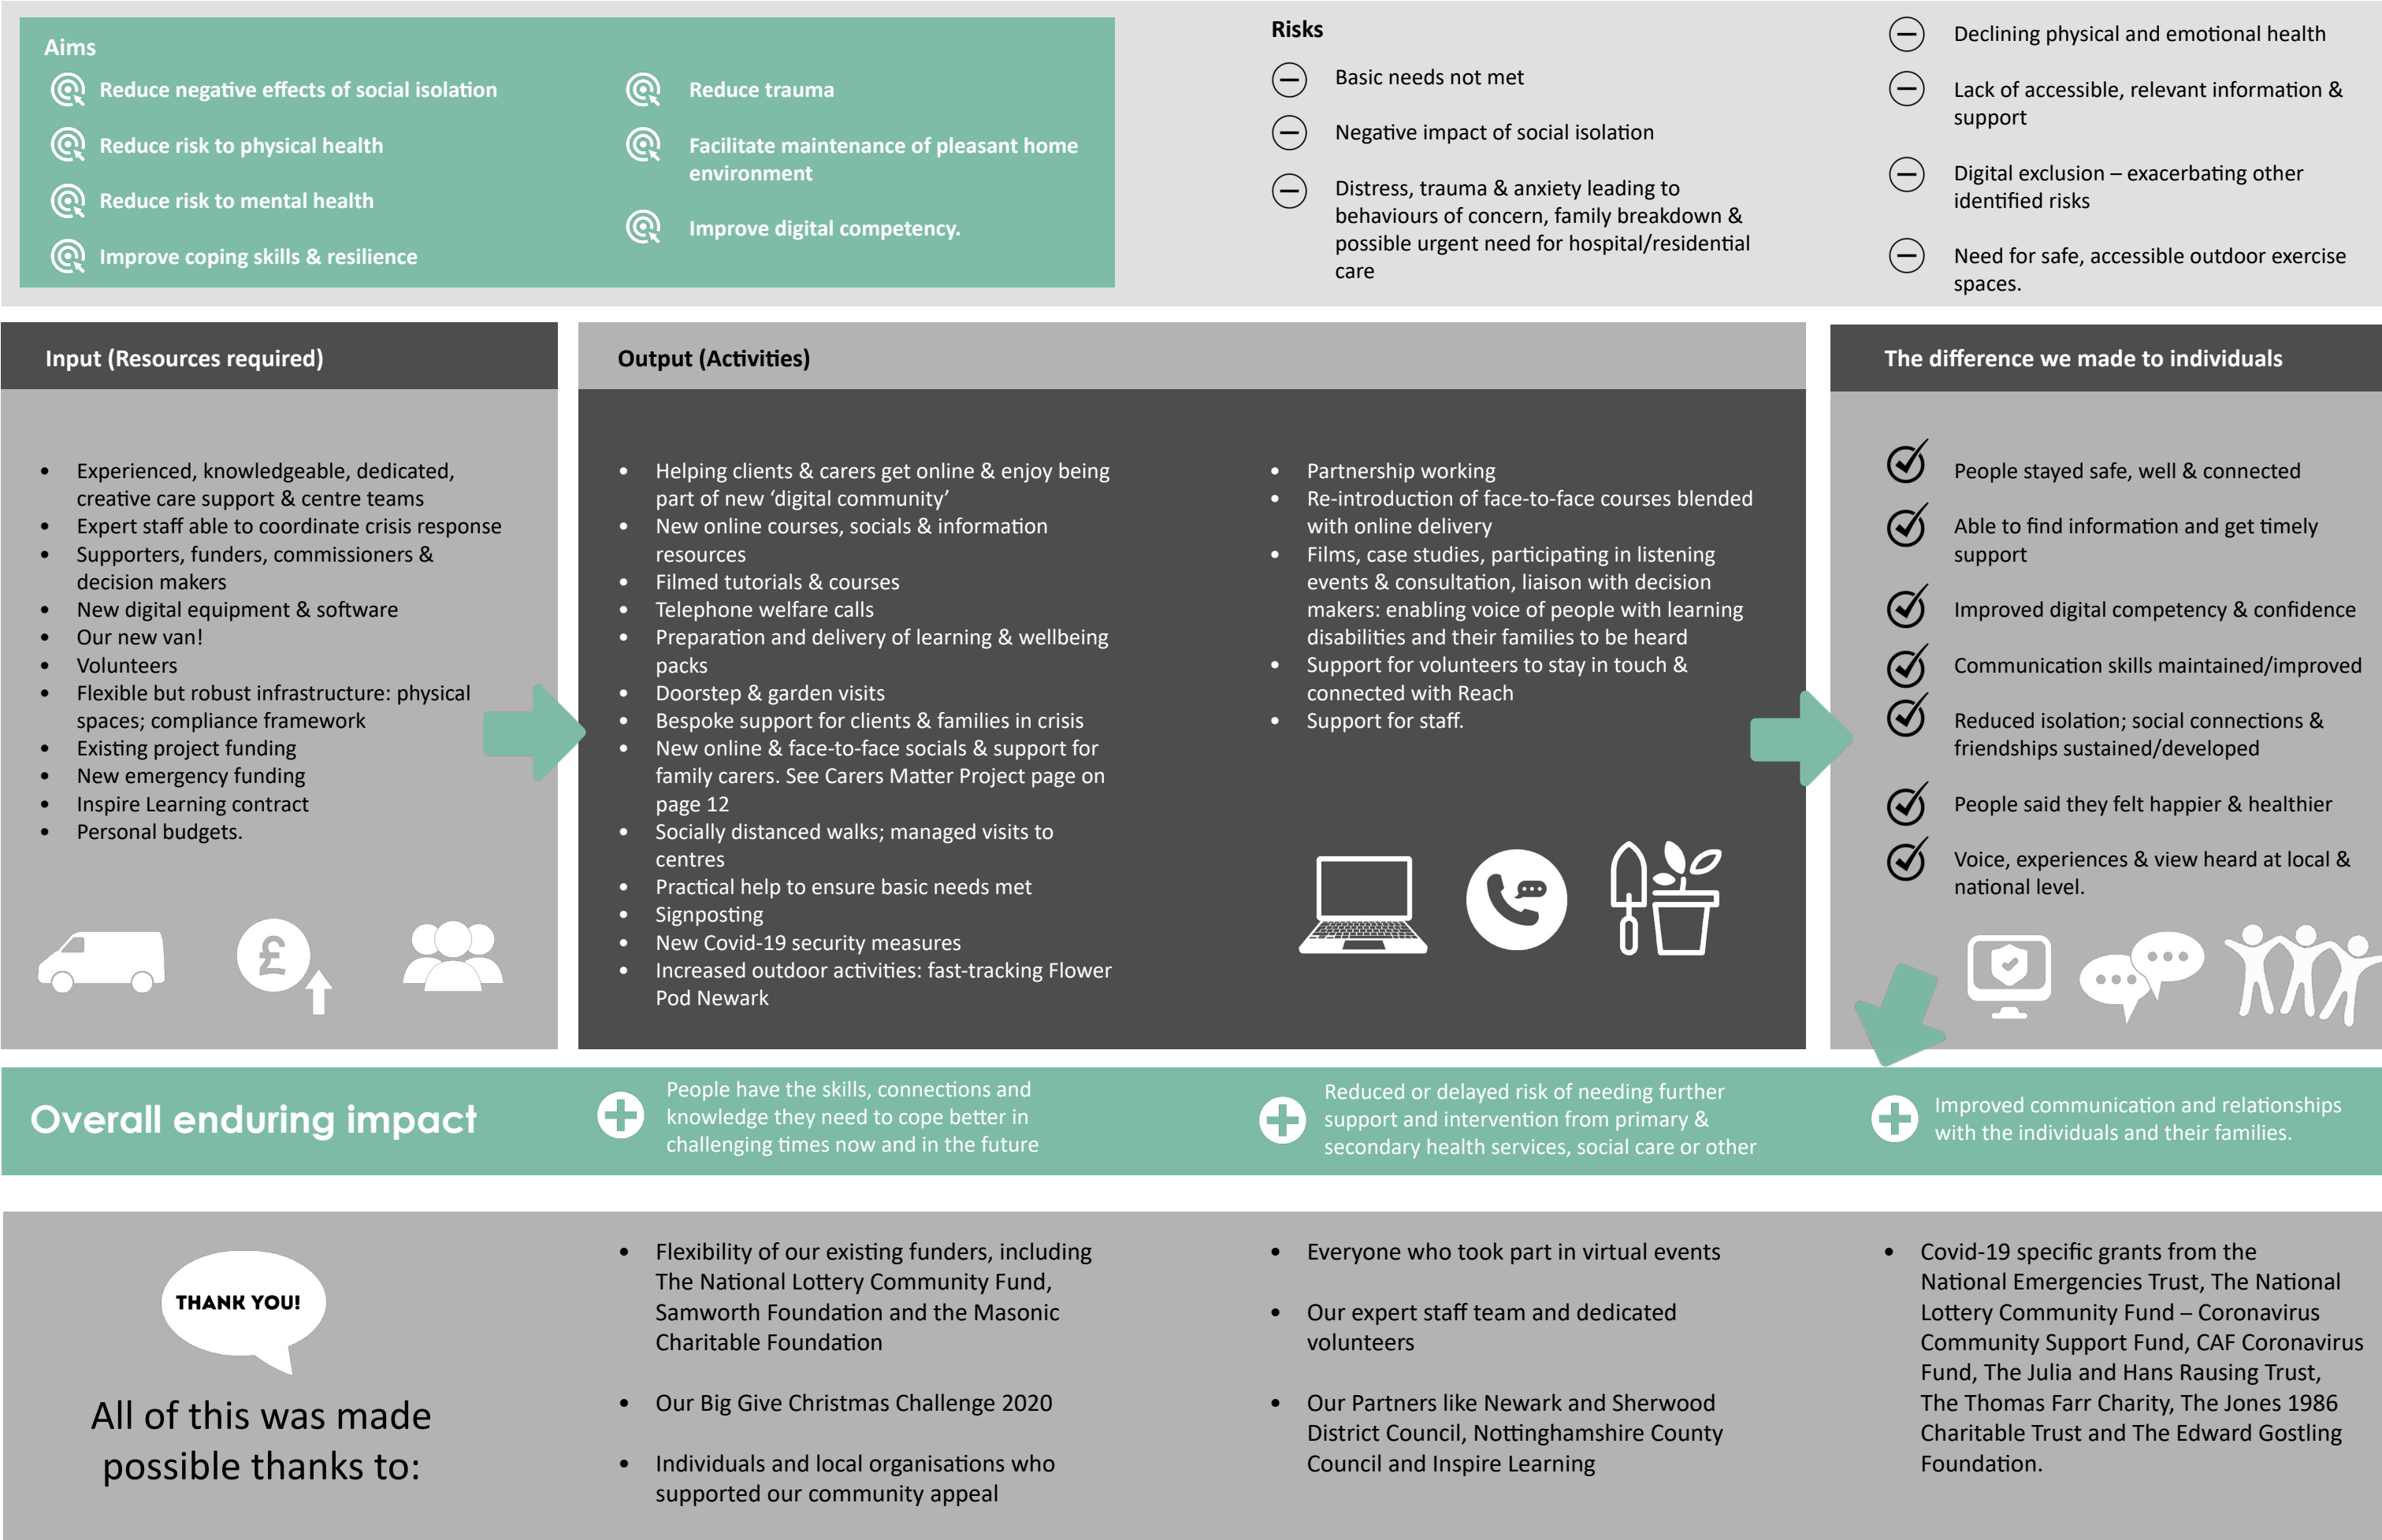 Aims
Reduce negative effects of social isolation
Reduce risk to physical health
Reduce risk to mental health
Improve coping skills & resilience
Reduce trauma
Facilitate maintenance of pleasant home
environment
Improve digital competency.
Risks
Basic needs not met
Negative impact of social isolation
Distress, trauma & anxiety leading to
behaviours of concern, family breakdown &
possible urgent need for hospital/residential
care
Declining physical and emotional health
Lack of accessible, relevant information &
support
Digital exclusion – exacerbating other
identified risks
Need for safe, accessible outdoor exercise
spaces.
Input (Resources required)
• Experienced, knowledgeable, dedicated,
creative care support & centre teams
• Expert staff able to coordinate crisis response
• Supporters, funders, commissioners &
decision makers
• New digital equipment & software
• Our new van!
• Volunteers
• Flexible but robust infrastructure: physical
spaces; compliance framework
• Existing project funding
• New emergency funding
• Inspire Learning contract
• Personal budgets.
£
Output (Activities)
• Helping clients & carers get online & enjoy being
part of new ‘digital community’
• New online courses, socials & information
resources
• Filmed tutorials & courses
• Telephone welfare calls
• Preparation and delivery of learning & wellbeing
packs
• Doorstep & garden visits
• Bespoke support for clients & families in crisis
• New online & face-to-face socials & support for
family carers. See Carers Matter Project page on
page 12
• Socially distanced walks; managed visits to
centres
• Practical help to ensure basic needs met
• Signposting
• New Covid-19 security measures
• Increased outdoor activities: fast-tracking Flower
Pod Newark
• Partnership working
• Re-introduction of face-to-face courses blended
with online delivery
• Films, case studies, participating in listening
events & consultation, liaison with decision
makers: enabling voice of people with learning
disabilities and their families to be heard
• Support for volunteers to stay in touch &
connected with Reach
• Support for staff.
The difference we made to individuals
People stayed safe, well & connected
Able to find information and get timely
support
Improved digital competency & confidence
Communication skills maintained/improved
Reduced isolation; social connections &
friendships sustained/developed
People said they felt happier & healthier
Voice, experiences & view heard at local &
national level.
Overall enduring impact
People have the skills, connections and
knowledge they need to cope better in
challenging times now and in the future
Reduced or delayed risk of needing further
support and intervention from primary &
secondary health services, social care or other
Improved communication and relationships
with the individuals and their families.
THANK YOU!
All of this was made
possible thanks to:
• Flexibility of our existing funders, including
The National Lottery Community Fund,
Samworth Foundation and the Masonic
Charitable Foundation
• Our Big Give Christmas Challenge 2020
• Individuals and local organisations who
supported our community appeal
• Everyone who took part in virtual events
• Our expert staff team and dedicated
volunteers
• Our Partners like Newark and Sherwood
District Council, Nottinghamshire County
Council and Inspire Learning
• Covid-19 specific grants from the
National Emergencies Trust, The National
Lottery Community Fund – Coronavirus
Community Support Fund, CAF Coronavirus
Fund, The Julia and Hans Rausing Trust,
The Thomas Farr Charity, The Jones 1986
Charitable Trust and The Edward Gostling
Foundation.